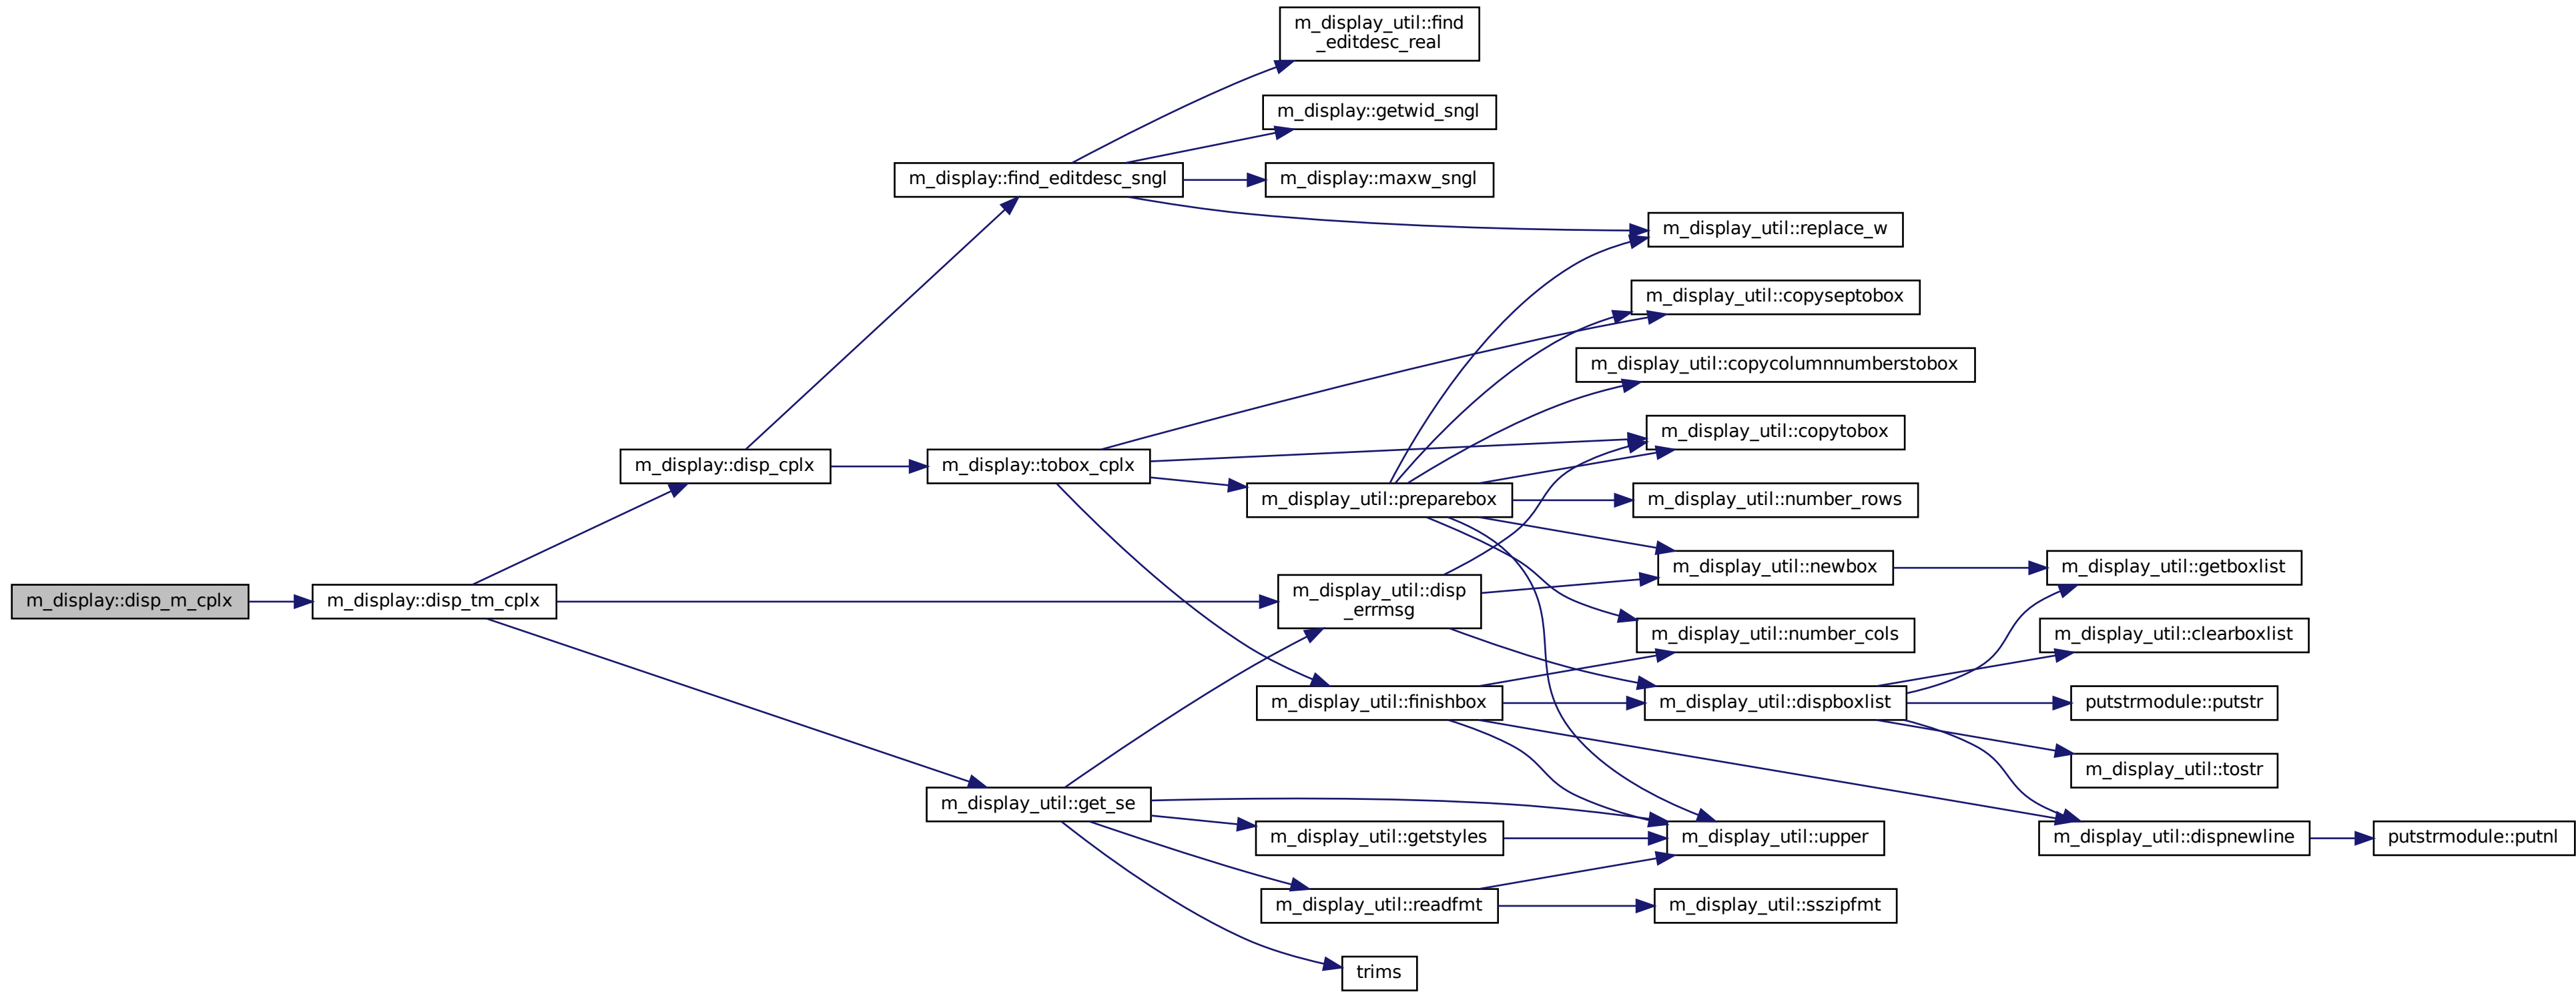 m_display_util::find
_editdesc_real
m_display::getwid_sngl
m_display::find_editdesc_sngl
m_display::maxw_sngl
m_display_util::replace_w
m_display_util::copyseptobox
m_display_util::copycolumnnumberstobox
m_display_util::copytobox
m_display::disp_cplx
m_display::tobox_cplx
m_display_util::preparebox
m_display_util::number_rows
m_display_util::newbox
m_display_util::getboxlist
m_display::disp_m_cplx
m_display::disp_tm_cplx
m_display_util::disp
_errmsg
m_display_util::number_cols
m_display_util::clearboxlist
m_display_util::finishbox
m_display_util::dispboxlist
putstrmodule::putstr
m_display_util::tostr
m_display_util::get_se
m_display_util::getstyles
m_display_util::upper
m_display_util::dispnewline
putstrmodule::putnl
m_display_util::readfmt
m_display_util::sszipfmt
trims